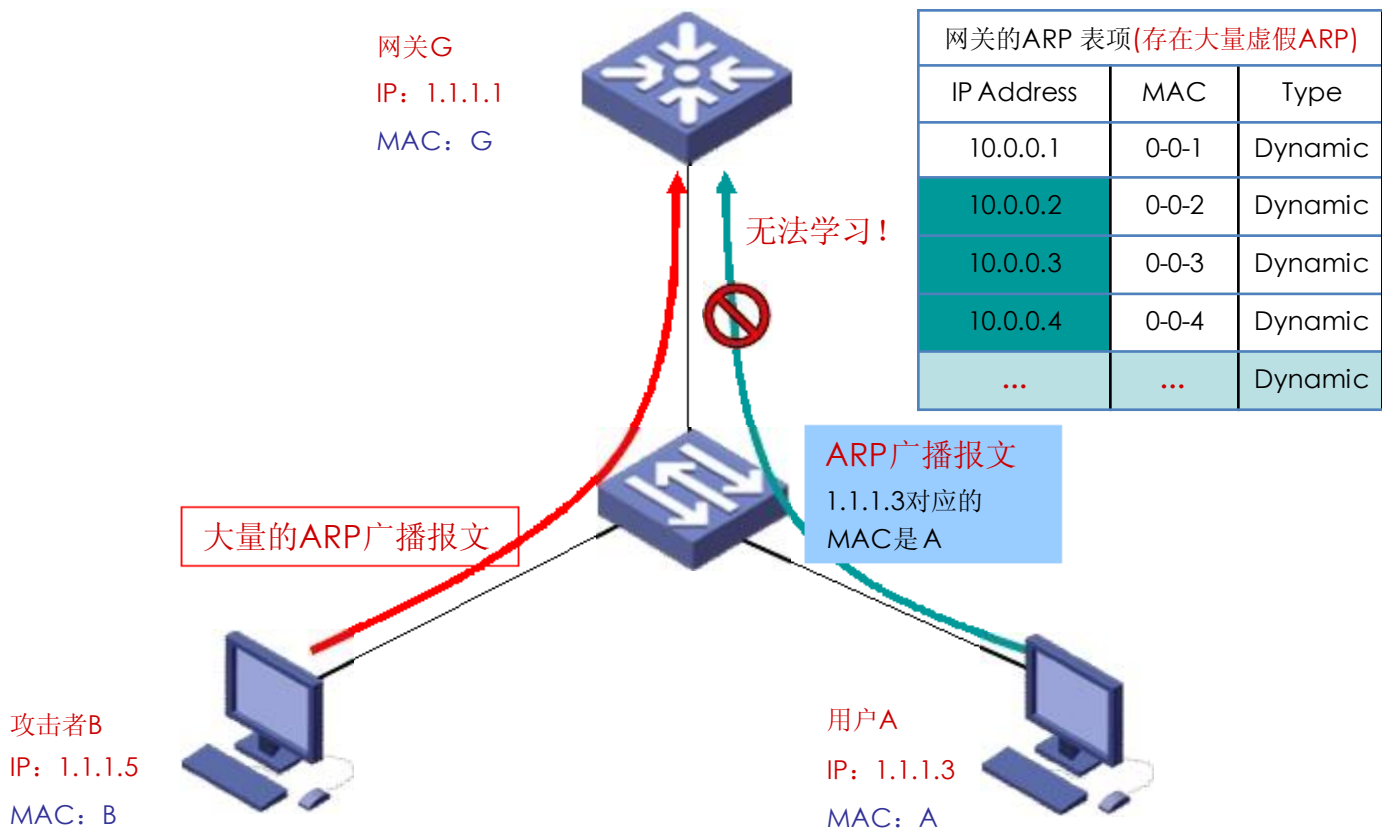 网关G
IP：1.1.1.1
MAC：G
网关的ARP 表项(存在大量虚假ARP)
IP Address MAC Type
10.0.0.1 0-0-1 Dynamic
10.0.0.2 0-0-2 Dynamic
10.0.0.3 0-0-3 Dynamic
10.0.0.4 0-0-4 Dynamic
... ... Dynamic
无法学习！
大量的ARP广播报文
ARP广播报文
1.1.1.3对应的
MAC是A
攻击者B
IP：1.1.1.5
MAC：B
用户A
IP：1.1.1.3
MAC：A